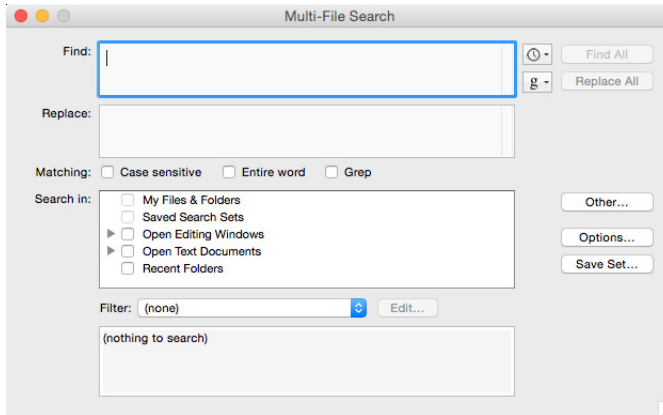 Multi-File Search
Find:
Find All
g
Replace All
Replace:
Matching: Case sensitive Entire word Grep
Search in:
My Files & Folders
Saved Search Sets
Open Editing Windows
Open Text Documents
Recent Folders
Other...
Options...
Save Set...
Filter: (none) Edit...
(nothing to search)